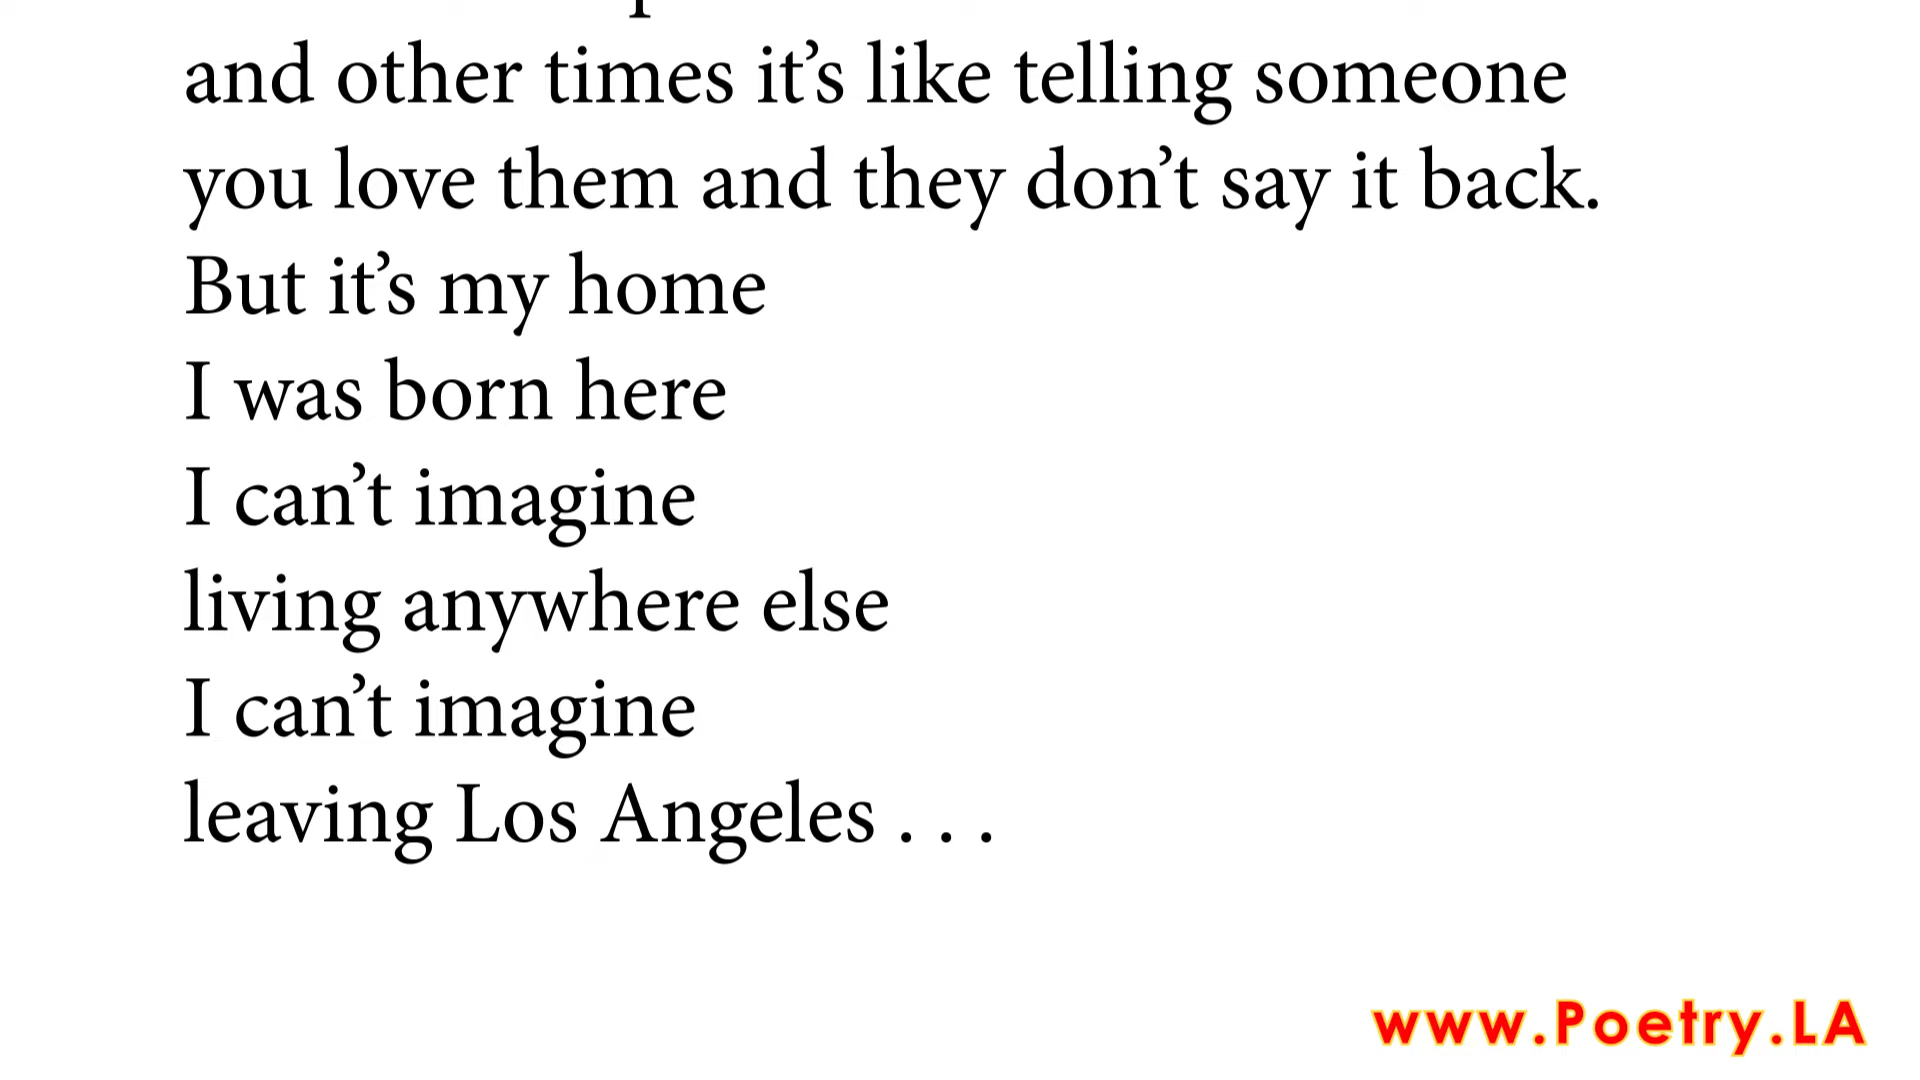 and other times it’s like telling someone
you love them and they don’t say it back.
But it’s my home
I was born here
I can’t imagine
living anywhere else
I can’t imagine
leaving Los Angeles . . .
www.Poetry.LA